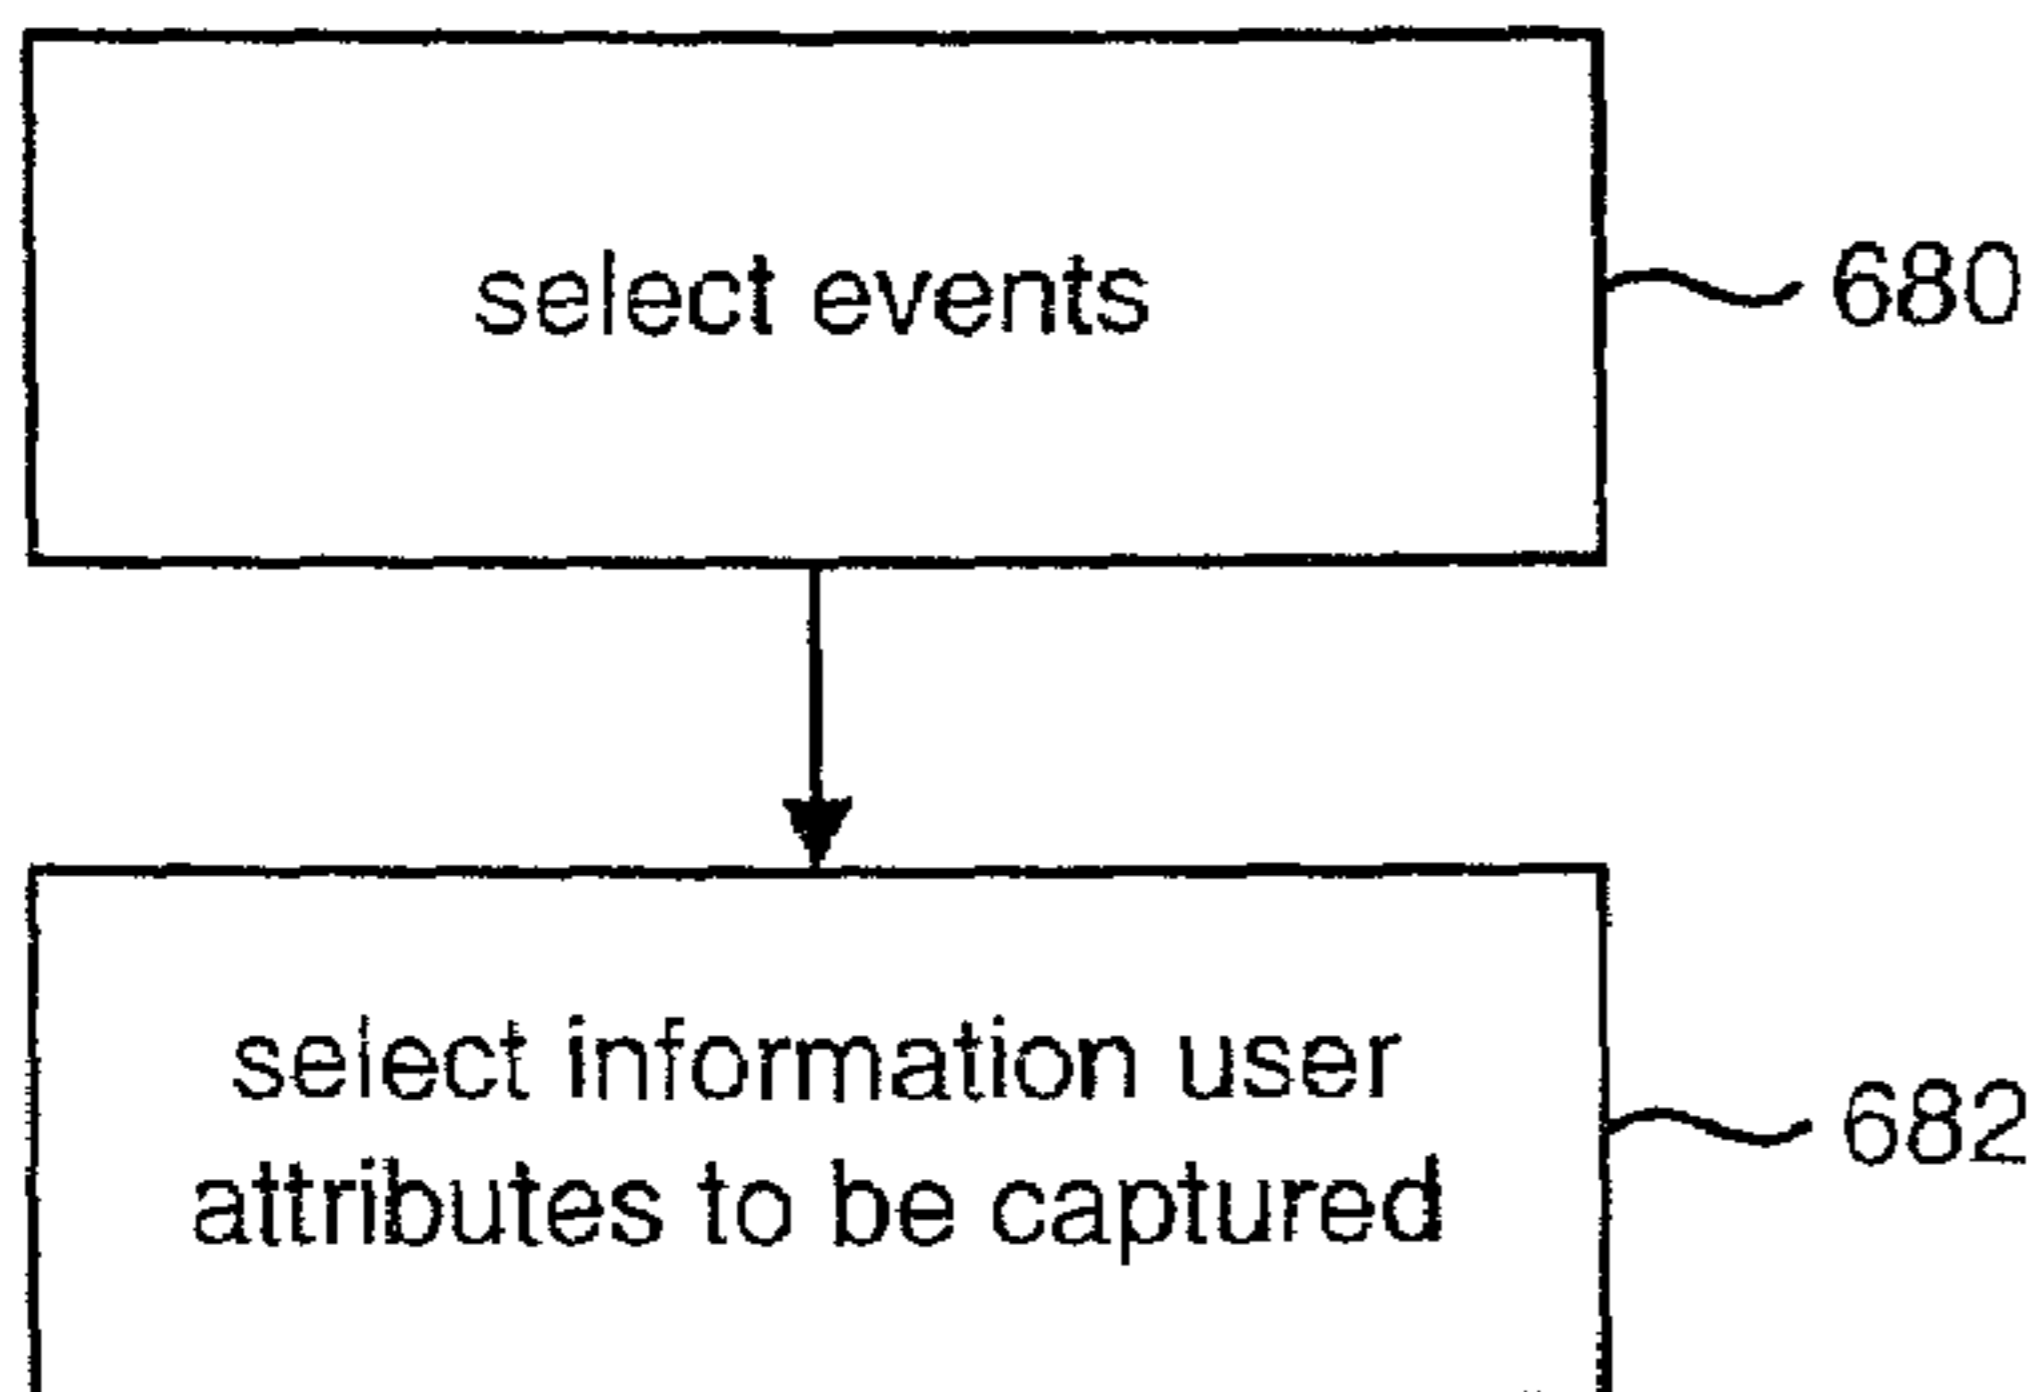 select events
680
select information user
attributes to be captured
682